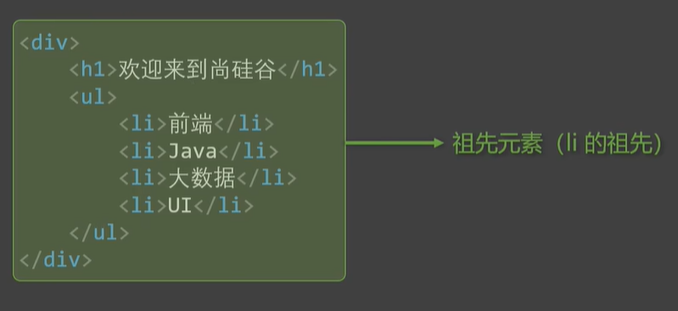 <div>
<h1>欢迎来到尚硅谷</h1>
<ul>
<li>前端</li>
<li>Java</li>
<li>大数据</li>
<li>UI</li>
</ul>
</div>
祖先元素（li 的祖先）